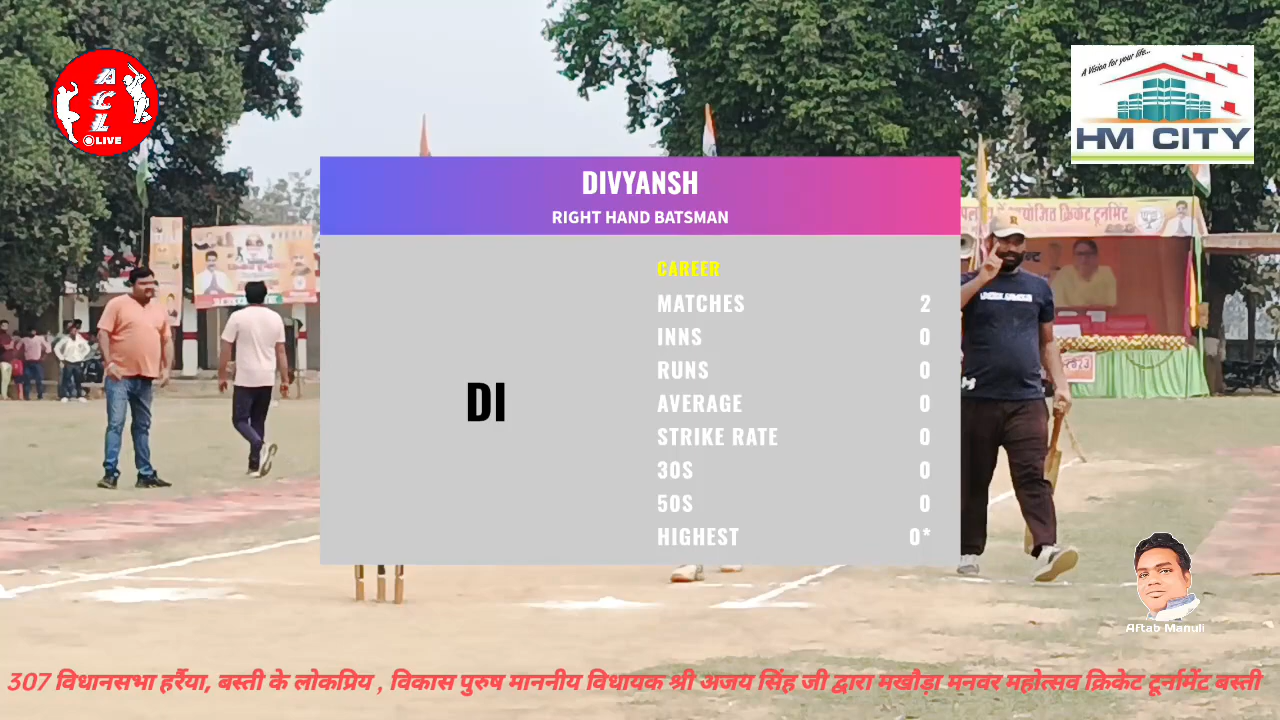 A
C
L
LIVE
A Vision for your life...
HM CITY
DIVYANSH
RIGHT HAND BATSMAN
CAREER
MATCHES 2
INNS 0
RUNS 0
AVERAGE 0
STRIKE RATE 0
30S 0
50S 0
HIGHEST 0*
DI
योजित क्रिकेट टूर्नामेंट
Aftab Manuli
307 विधानसभा हर्रैया, बस्ती के लोकप्रिय , विकास पुरुष माननीय विधायक श्री अजय सिंह जी द्वारा मखौड़ा मनवर महोत्सव क्रिकेट टूर्नामेंट बस्ती